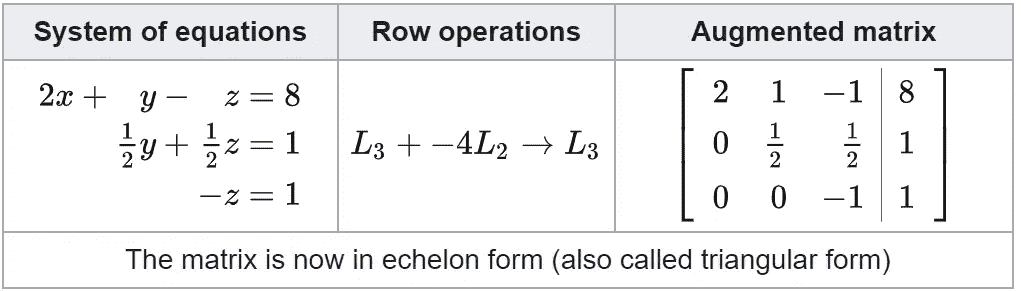 System of equations | Row operations | Augmented matrix
2x + y − z = 8
½y + ½z = 1
−z = 1
L₃ + −4L₂ → L₃
2 1 −1 | 8
0 ½ ½ | 1
0 0 −1 | 1
The matrix is now in echelon form (also called triangular form)